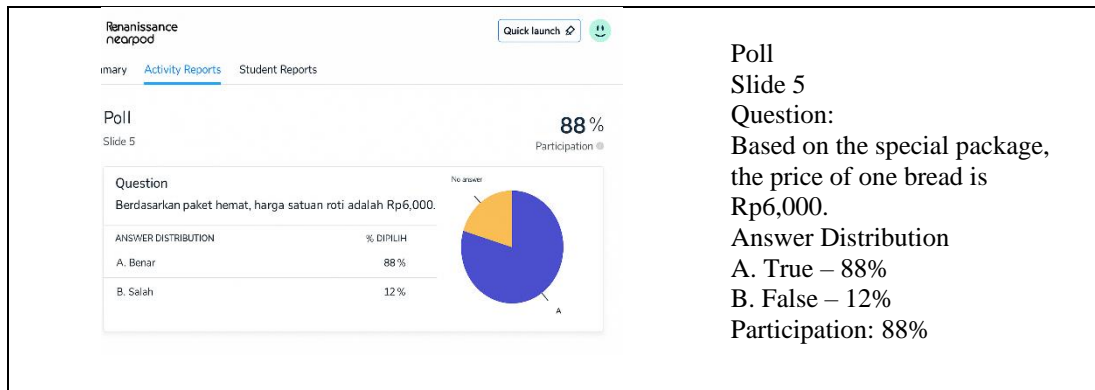 Renanissance
nearpod
Quick launch
mmary Activity Reports Student Reports
Poll
88%
Slide 5
Participation
Question
Berdasarkan paket hemat, harga satuan roti adalah Rp6,000.
No answer
ANSWER DISTRIBUTION % DIPILIH
A. Benar 88%
B. Salah 12%
A
Poll
Slide 5
Question:
Based on the special package,
the price of one bread is
Rp6,000.
Answer Distribution
A. True – 88%
B. False – 12%
Participation: 88%